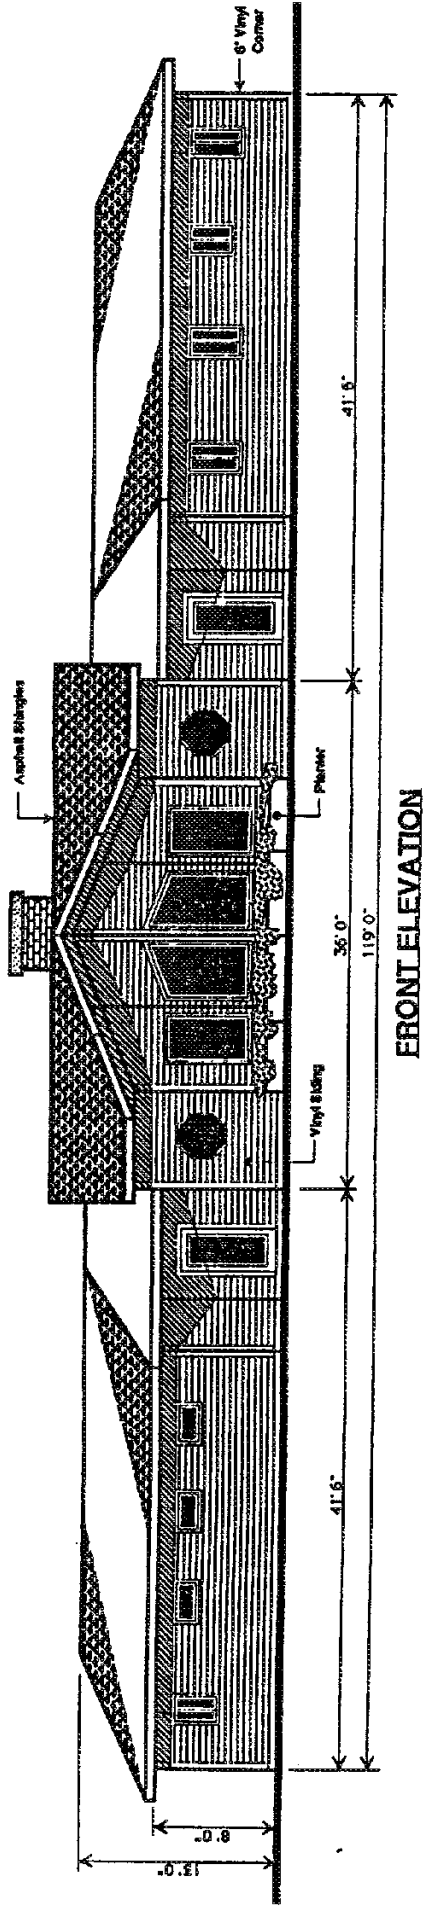 Asphalt Shingles
6" Vinyl
Corner
Vinyl Siding
Planter
13'0"
8'0"
41'6"
36'0"
41'6"
119'0"
FRONT ELEVATION